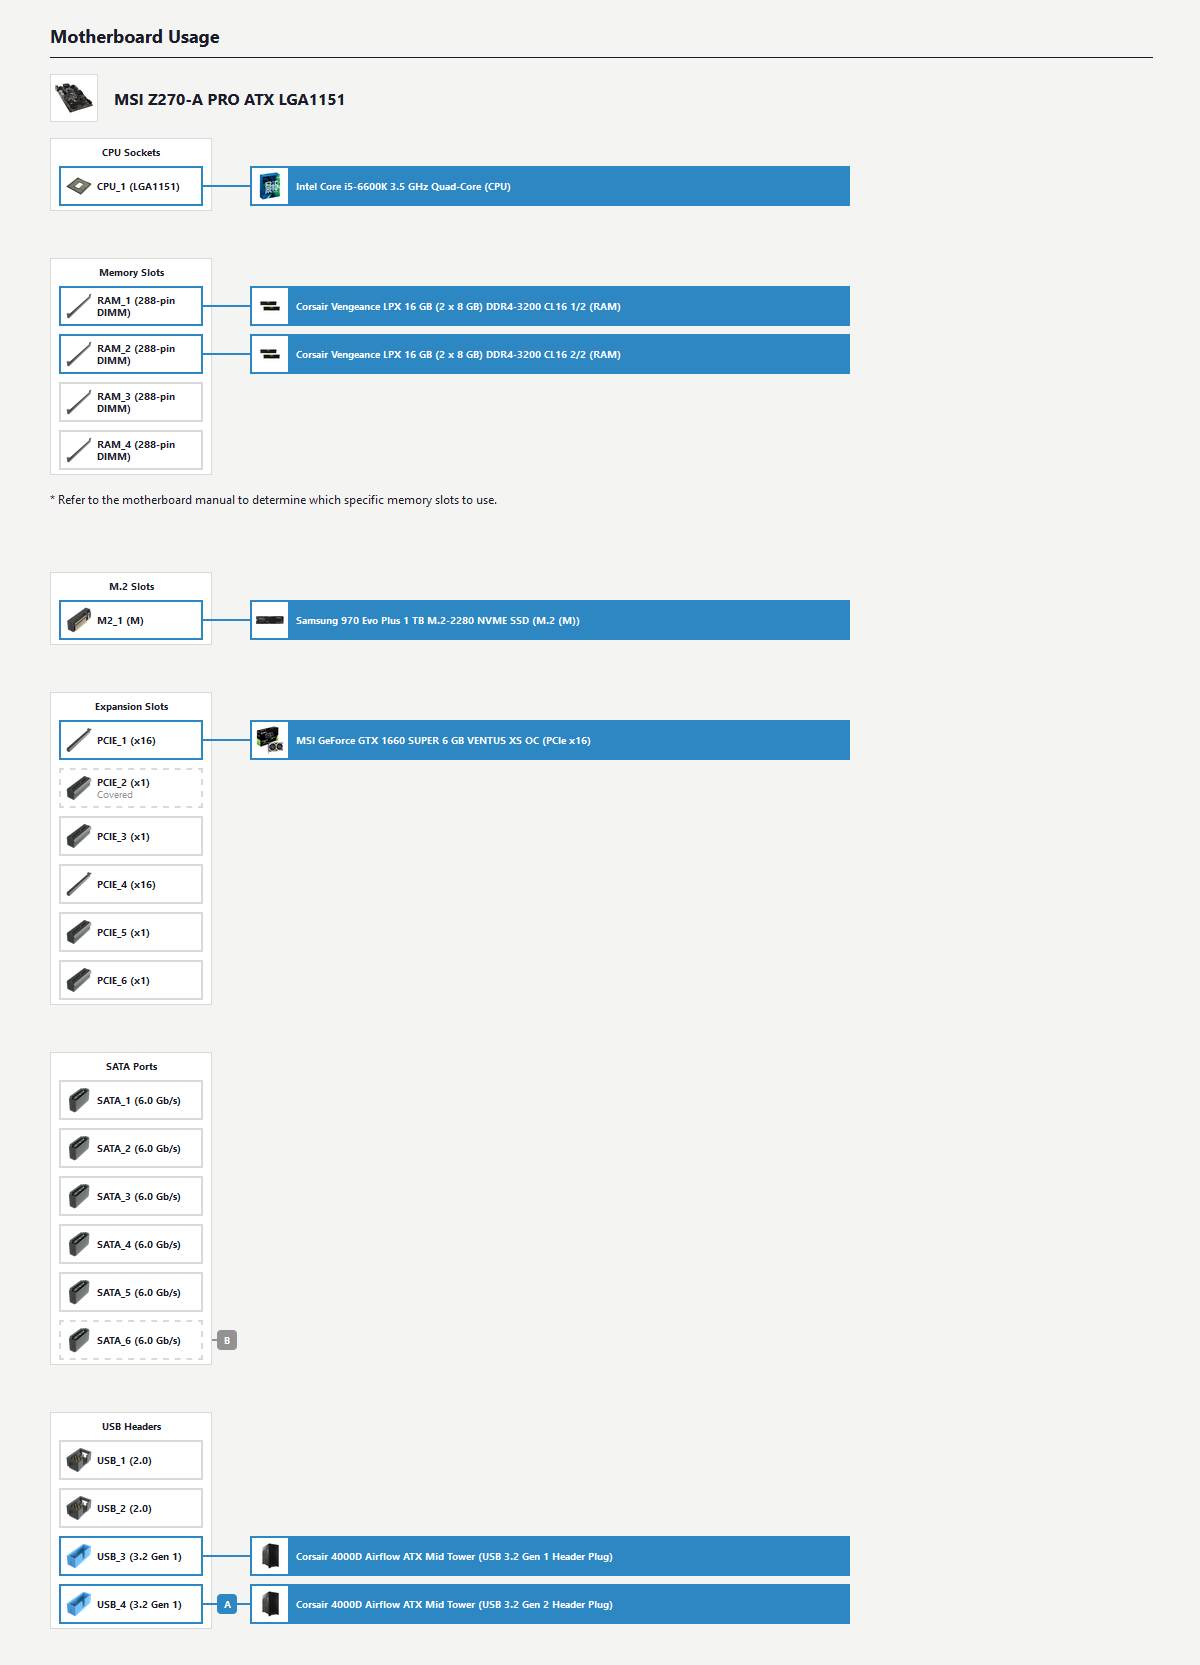 Motherboard Usage
MSI Z270-A PRO ATX LGA1151
CPU Sockets
CPU_1 (LGA1151)
Intel Core i5-6600K 3.5 GHz Quad-Core (CPU)
Memory Slots
RAM_1 (288-pin
DIMM)
Corsair Vengeance LPX 16 GB (2 x 8 GB) DDR4-3200 CL16 1/2 (RAM)
RAM_2 (288-pin
DIMM)
Corsair Vengeance LPX 16 GB (2 x 8 GB) DDR4-3200 CL16 2/2 (RAM)
RAM_3 (288-pin
DIMM)
RAM_4 (288-pin
DIMM)
* Refer to the motherboard manual to determine which specific memory slots to use.
M.2 Slots
M2_1 (M)
Samsung 970 Evo Plus 1 TB M.2-2280 NVME SSD (M.2 (M))
Expansion Slots
PCIE_1 (x16)
MSI GeForce GTX 1660 SUPER 6 GB VENTUS XS OC (PCIe x16)
PCIE_2 (x1)
Covered
PCIE_3 (x1)
PCIE_4 (x16)
PCIE_5 (x1)
PCIE_6 (x1)
SATA Ports
SATA_1 (6.0 Gb/s)
SATA_2 (6.0 Gb/s)
SATA_3 (6.0 Gb/s)
SATA_4 (6.0 Gb/s)
SATA_5 (6.0 Gb/s)
SATA_6 (6.0 Gb/s)
B
USB Headers
USB_1 (2.0)
USB_2 (2.0)
USB_3 (3.2 Gen 1)
Corsair 4000D Airflow ATX Mid Tower (USB 3.2 Gen 1 Header Plug)
USB_4 (3.2 Gen 1)
A
Corsair 4000D Airflow ATX Mid Tower (USB 3.2 Gen 2 Header Plug)